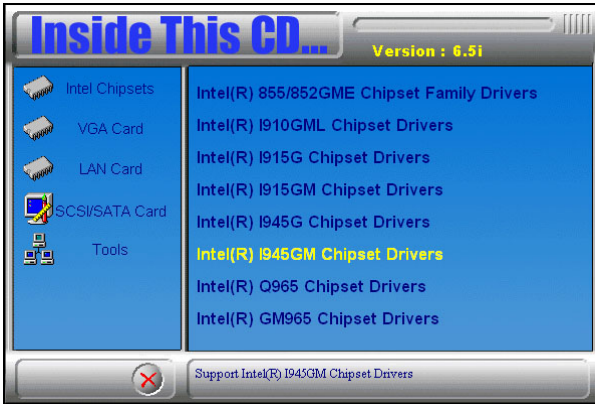 Inside This CD...
Version : 6.5i
Intel Chipsets
VGA Card
LAN Card
SCSI/SATA Card
Tools
Intel(R) 855/852GME Chipset Family Drivers
Intel(R) I910GML Chipset Drivers
Intel(R) I915G Chipset Drivers
Intel(R) I915GM Chipset Drivers
Intel(R) I945G Chipset Drivers
Intel(R) I945GM Chipset Drivers
Intel(R) Q965 Chipset Drivers
Intel(R) GM965 Chipset Drivers
Support Intel(R) I945GM Chipset Drivers